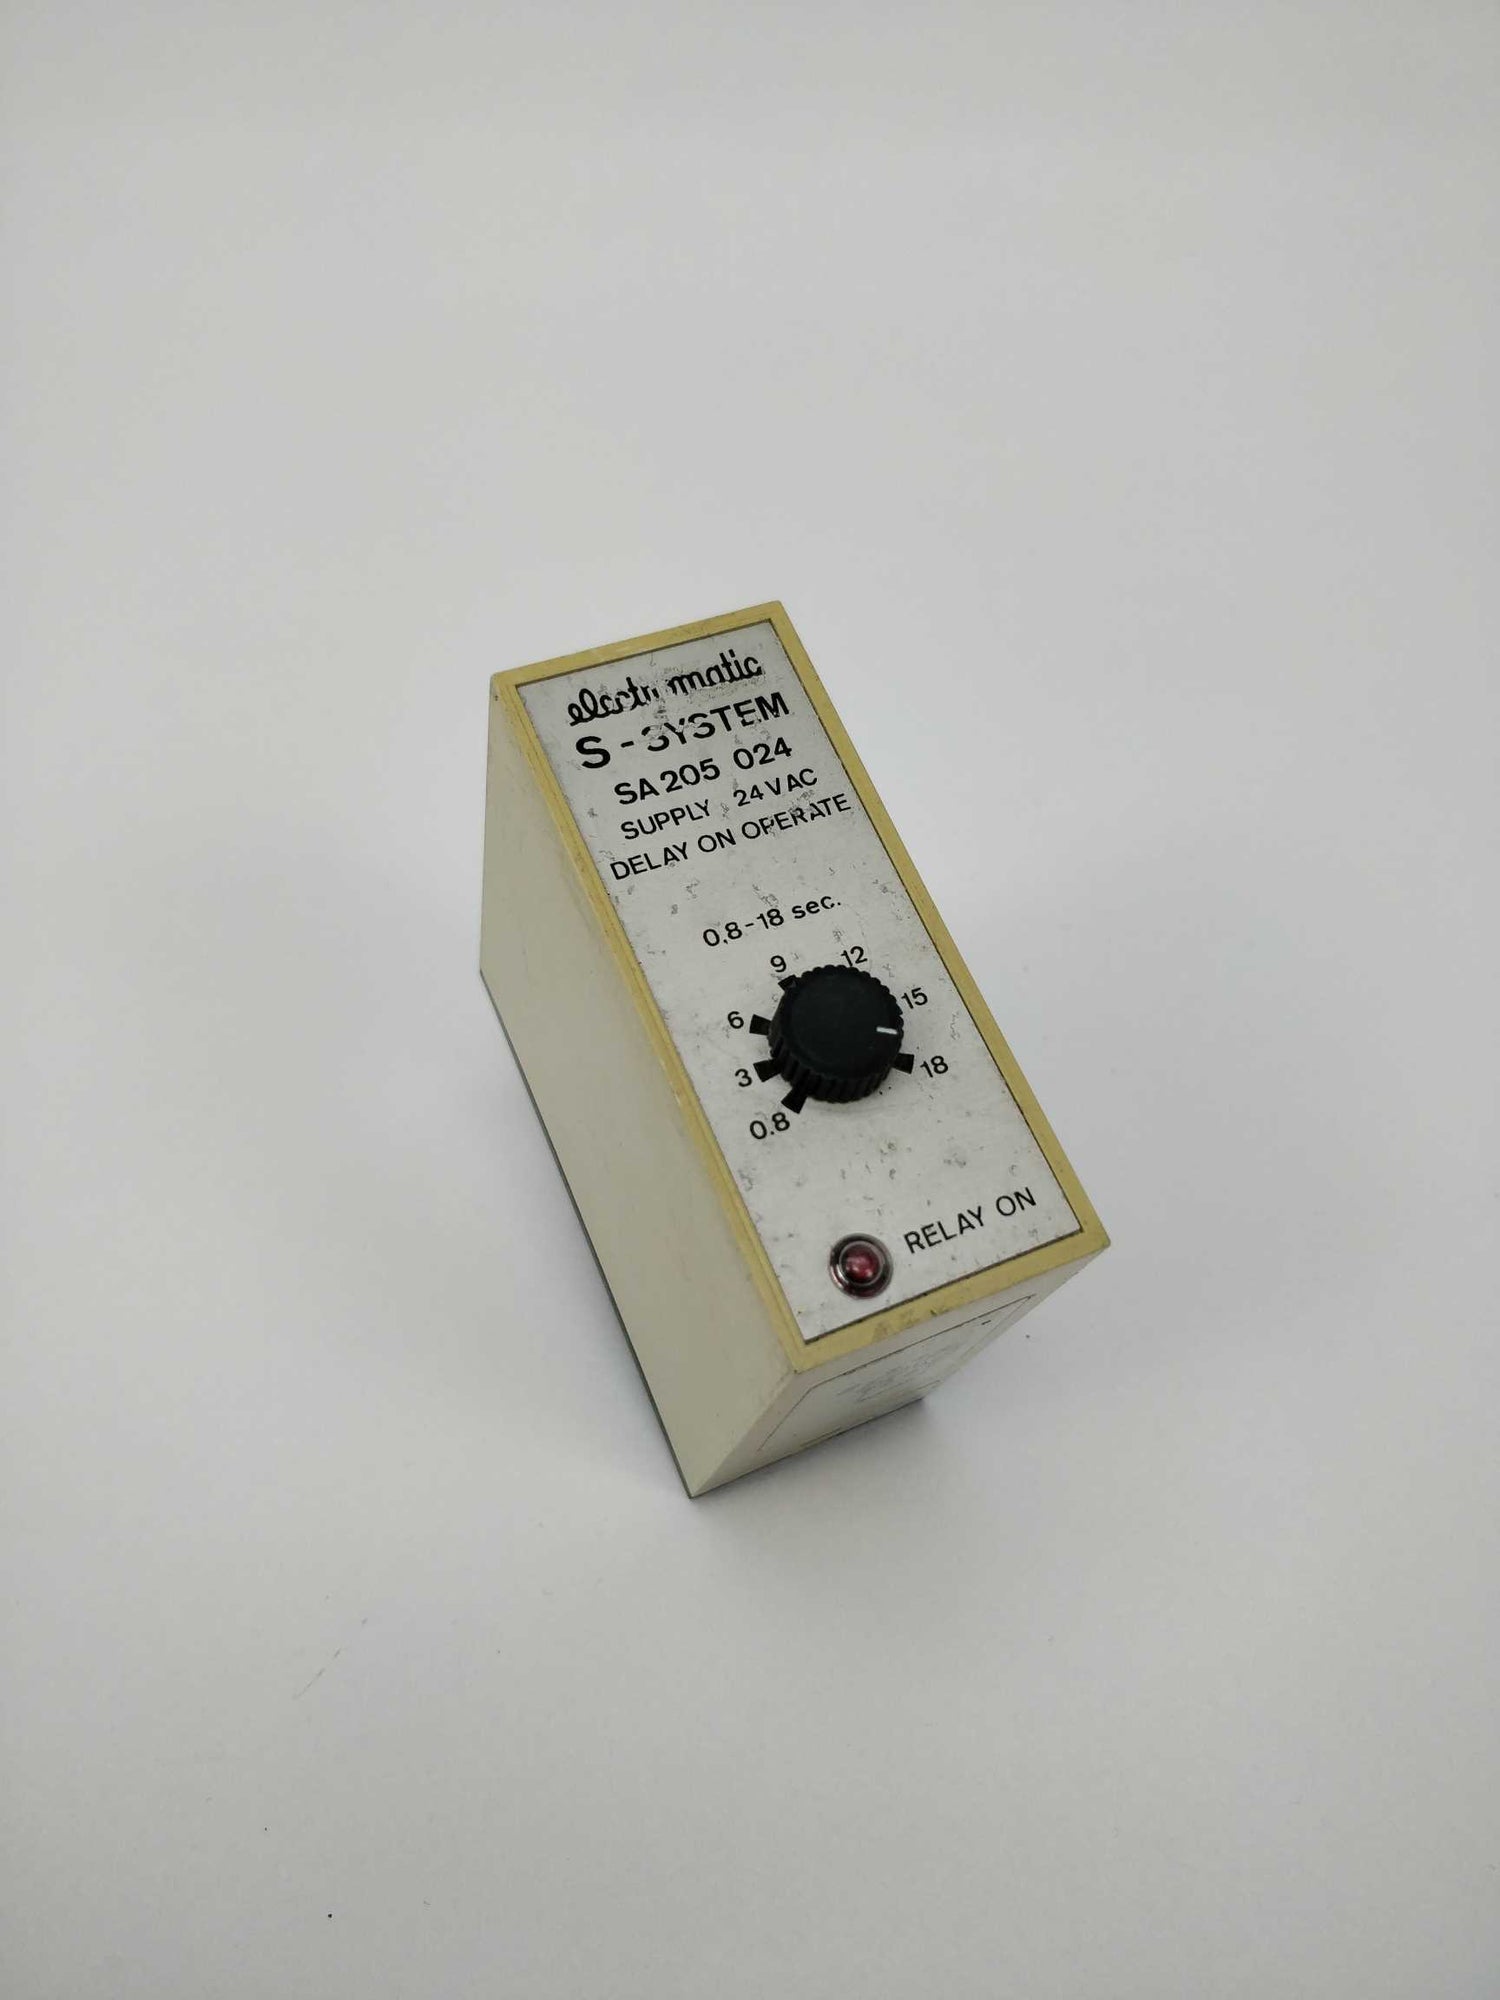 electromatic
S-SYSTEM
SA205 024
SUPPLY 24VAC
DELAY ON OPERATE
0,8-18 sec.
9 12
6 15
3 18
0.8
RELAY ON